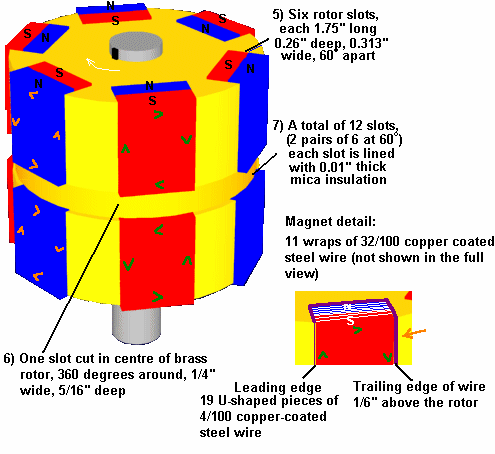 5) Six rotor slots,
each 1.75" long
0.26" deep, 0.313"
wide, 60° apart
7) A total of 12 slots,
(2 pairs of 6 at 60°)
each slot is lined
with 0.01" thick
mica insulation
Magnet detail:
11 wraps of 32/100 copper coated
steel wire (not shown in the full
view)
6) One slot cut in centre of brass
rotor, 360 degrees around, 1/4"
wide, 5/16" deep
Leading edge
19 U-shaped pieces of
4/100 copper-coated
steel wire
Trailing edge of wire
1/6" above the rotor
S
N
N
S
S
N
N
S
S
N
N
S
N
S